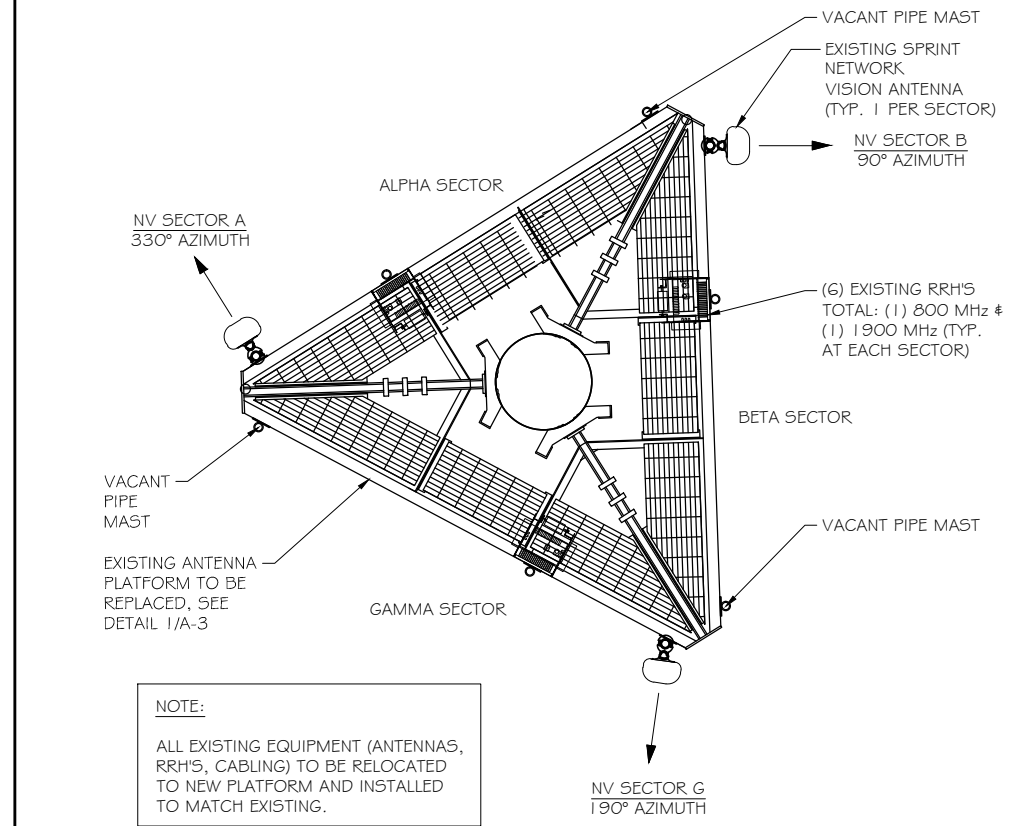 VACANT PIPE MAST
EXISTING SPRINT
NETWORK
VISION ANTENNA
(TYP. 1 PER SECTOR)
NV SECTOR B
90° AZIMUTH
ALPHA SECTOR
NV SECTOR A
330° AZIMUTH
(6) EXISTING RRH'S
TOTAL: (1) 800 MHz &
(1) 1900 MHz (TYP.
AT EACH SECTOR)
BETA SECTOR
VACANT
PIPE
MAST
VACANT PIPE MAST
EXISTING ANTENNA
PLATFORM TO BE
REPLACED, SEE
DETAIL 1/A-3
GAMMA SECTOR
NOTE:
ALL EXISTING EQUIPMENT (ANTENNAS,
RRH'S, CABLING) TO BE RELOCATED
TO NEW PLATFORM AND INSTALLED
TO MATCH EXISTING.
NV SECTOR G
190° AZIMUTH